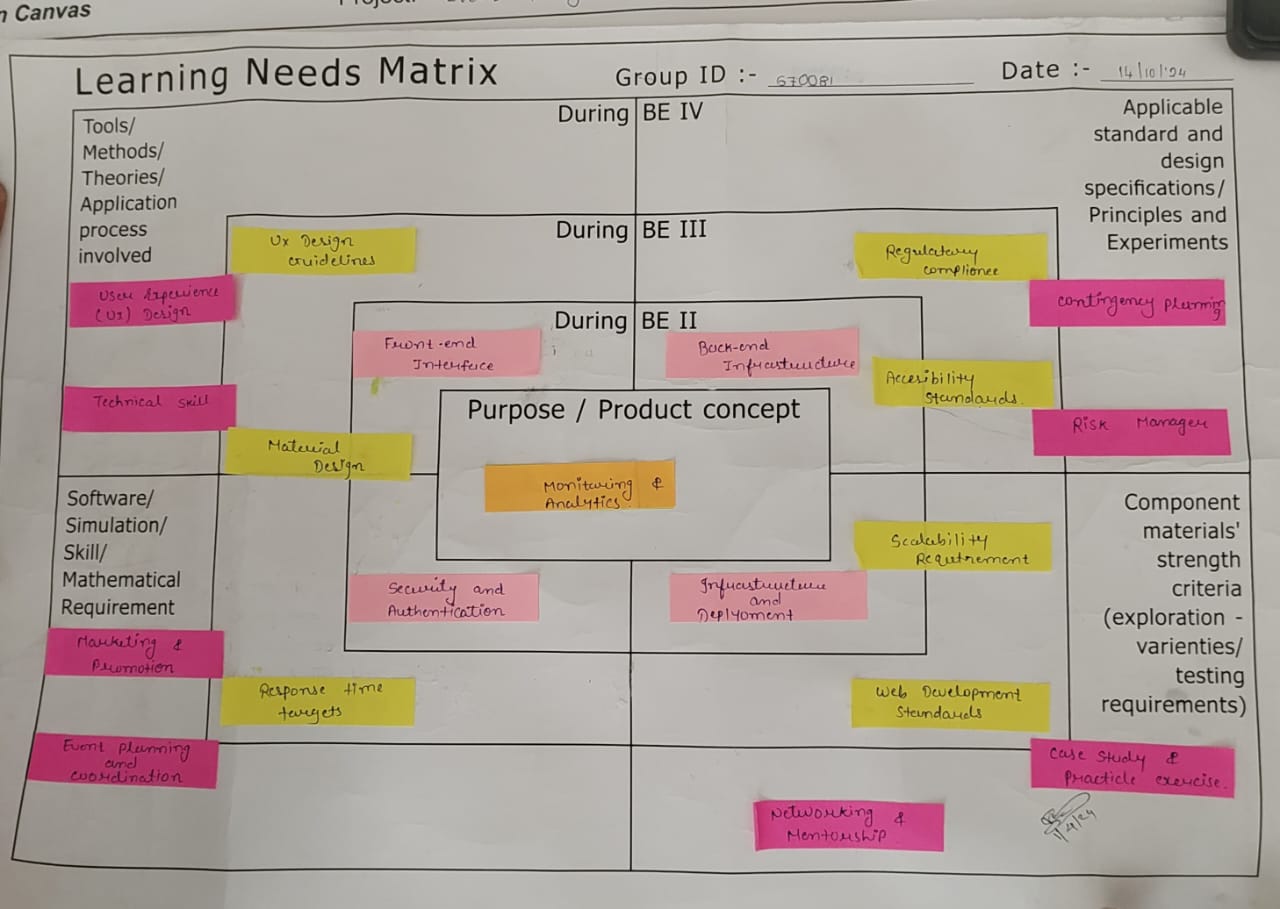 n Canvas
Learning Needs Matrix
Group ID :- 670081
Date :- 14/10/'24
During BE IV
Tools/
Methods/
Theories/
Application
process
involved
Applicable
standard and
design
specifications/
Principles and
Experiments
During BE III
Ux Design
Guidelines
Regulatory
complience
User Experience
(UX) Design
contingency planning
During BE II
Front-end
Interface
Back-end
Infrastructure
Accesibility
Standards.
Technical skill
Risk Manager
Purpose / Product concept
Material
Design
Monitoring &
Analytics
Software/
Simulation/
Skill/
Mathematical
Requirement
Component
materials'
strength
criteria
(exploration -
varienties/
testing
requirements)
Scalability
Requirement
Security and
Authentication
Infrastructure
and
Deplyoment
Marketing &
Promotion
Response time
targets
Web Development
Standards
Event planning
and
coordination
Case Study &
Practicle exercise.
Networking &
Mentorship